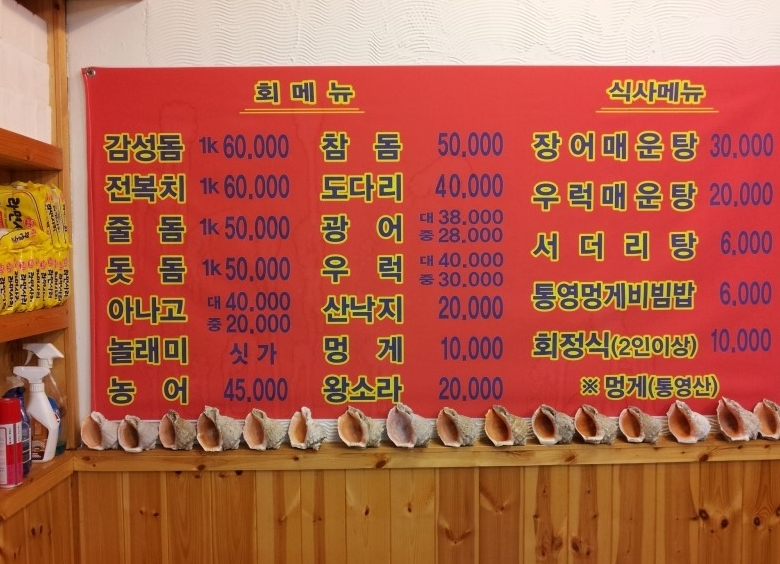 회 메 뉴
감성돔 1k 60,000
전복치 1k 60,000
줄 돔 1k 50,000
돗 돔 1k 50,000
아나고 대 40,000
중 20,000
놀래미 싯 가
농 어 45,000
참 돔 50,000
도다리 40,000
광 어 대 38.000
중 28.000
우 럭 대 40.000
중 30.000
산낙지 20,000
멍 게 10,000
왕소라 20,000
식사메뉴
장어매운탕 30,000
우럭매운탕 20,000
서더리탕 6,000
통영멍게비빔밥 6,000
회정식(2인이상) 10,000
※ 멍게(통영산)